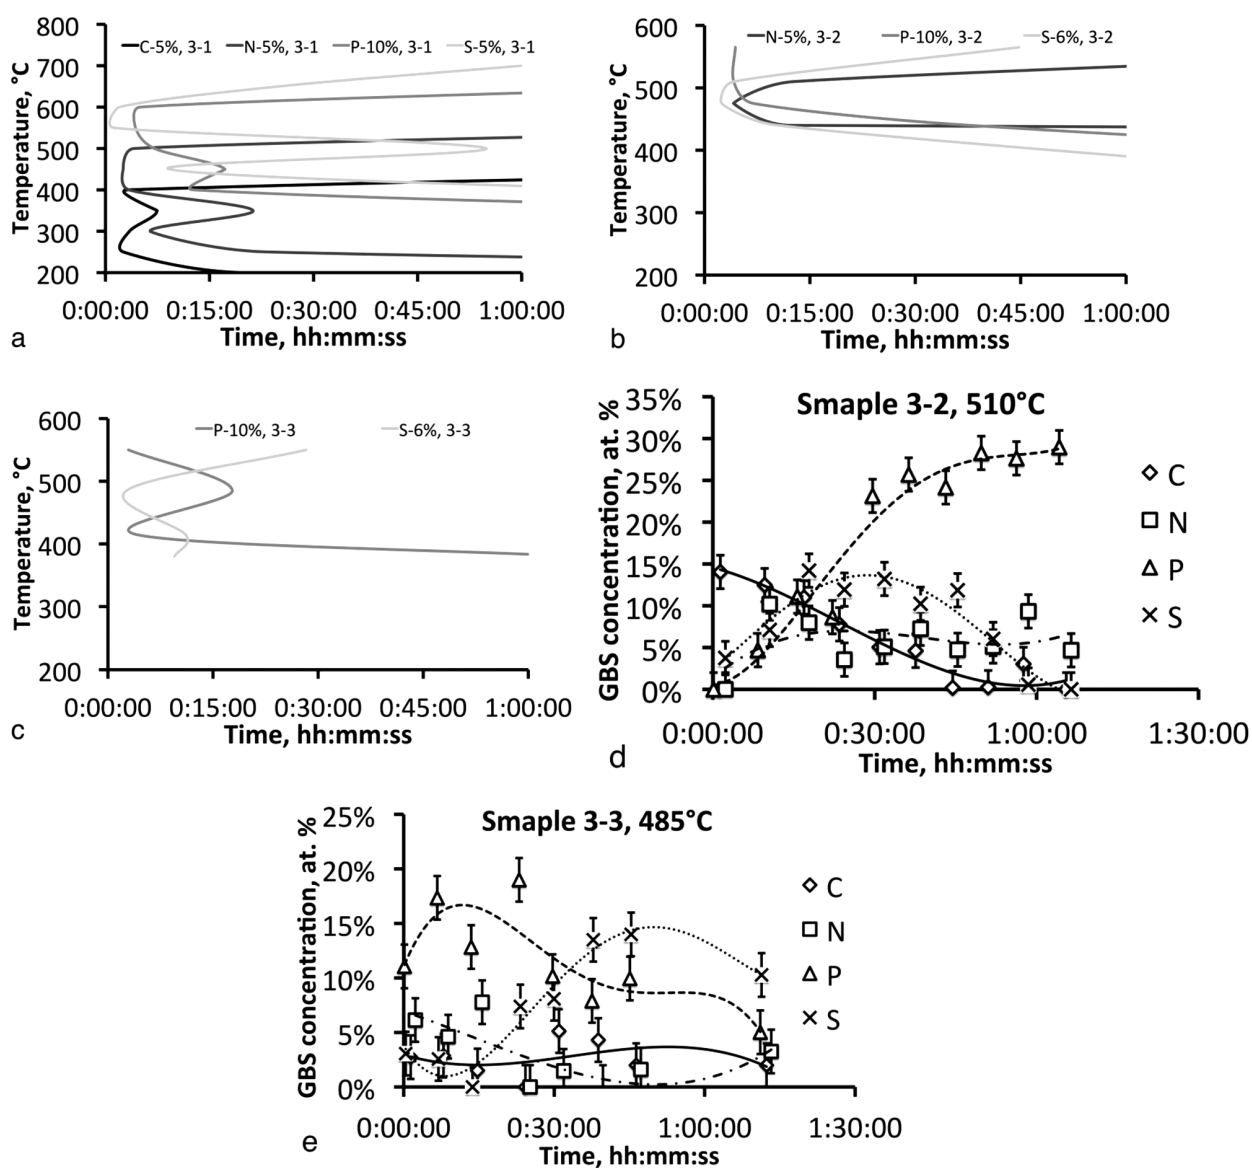 800
C-5%, 3-1 N-5%, 3-1 P-10%, 3-1 S-5%, 3-1
700
600
500
400
300
200
Temperature, °C
0:00:00 0:15:00 0:30:00 0:45:00 1:00:00
Time, hh:mm:ss
a
600
N-5%, 3-2 P-10%, 3-2 S-6%, 3-2
500
400
300
200
Temperature, °C
0:00:00 0:15:00 0:30:00 0:45:00 1:00:00
Time, hh:mm:ss
b
600
P-10%, 3-3 S-6%, 3-3
500
400
300
200
Temperature, °C
0:00:00 0:15:00 0:30:00 0:45:00 1:00:00
Time, hh:mm:ss
c
Smaple 3-2, 510°C
35%
30%
25%
20%
15%
10%
5%
0%
GBS concentration, at. %
C
N
P
S
0:00:00 0:30:00 1:00:00 1:30:00
Time, hh:mm:ss
d
Smaple 3-3, 485°C
25%
20%
15%
10%
5%
0%
GBS concentration, at. %
C
N
P
S
0:00:00 0:30:00 1:00:00 1:30:00
Time, hh:mm:ss
e